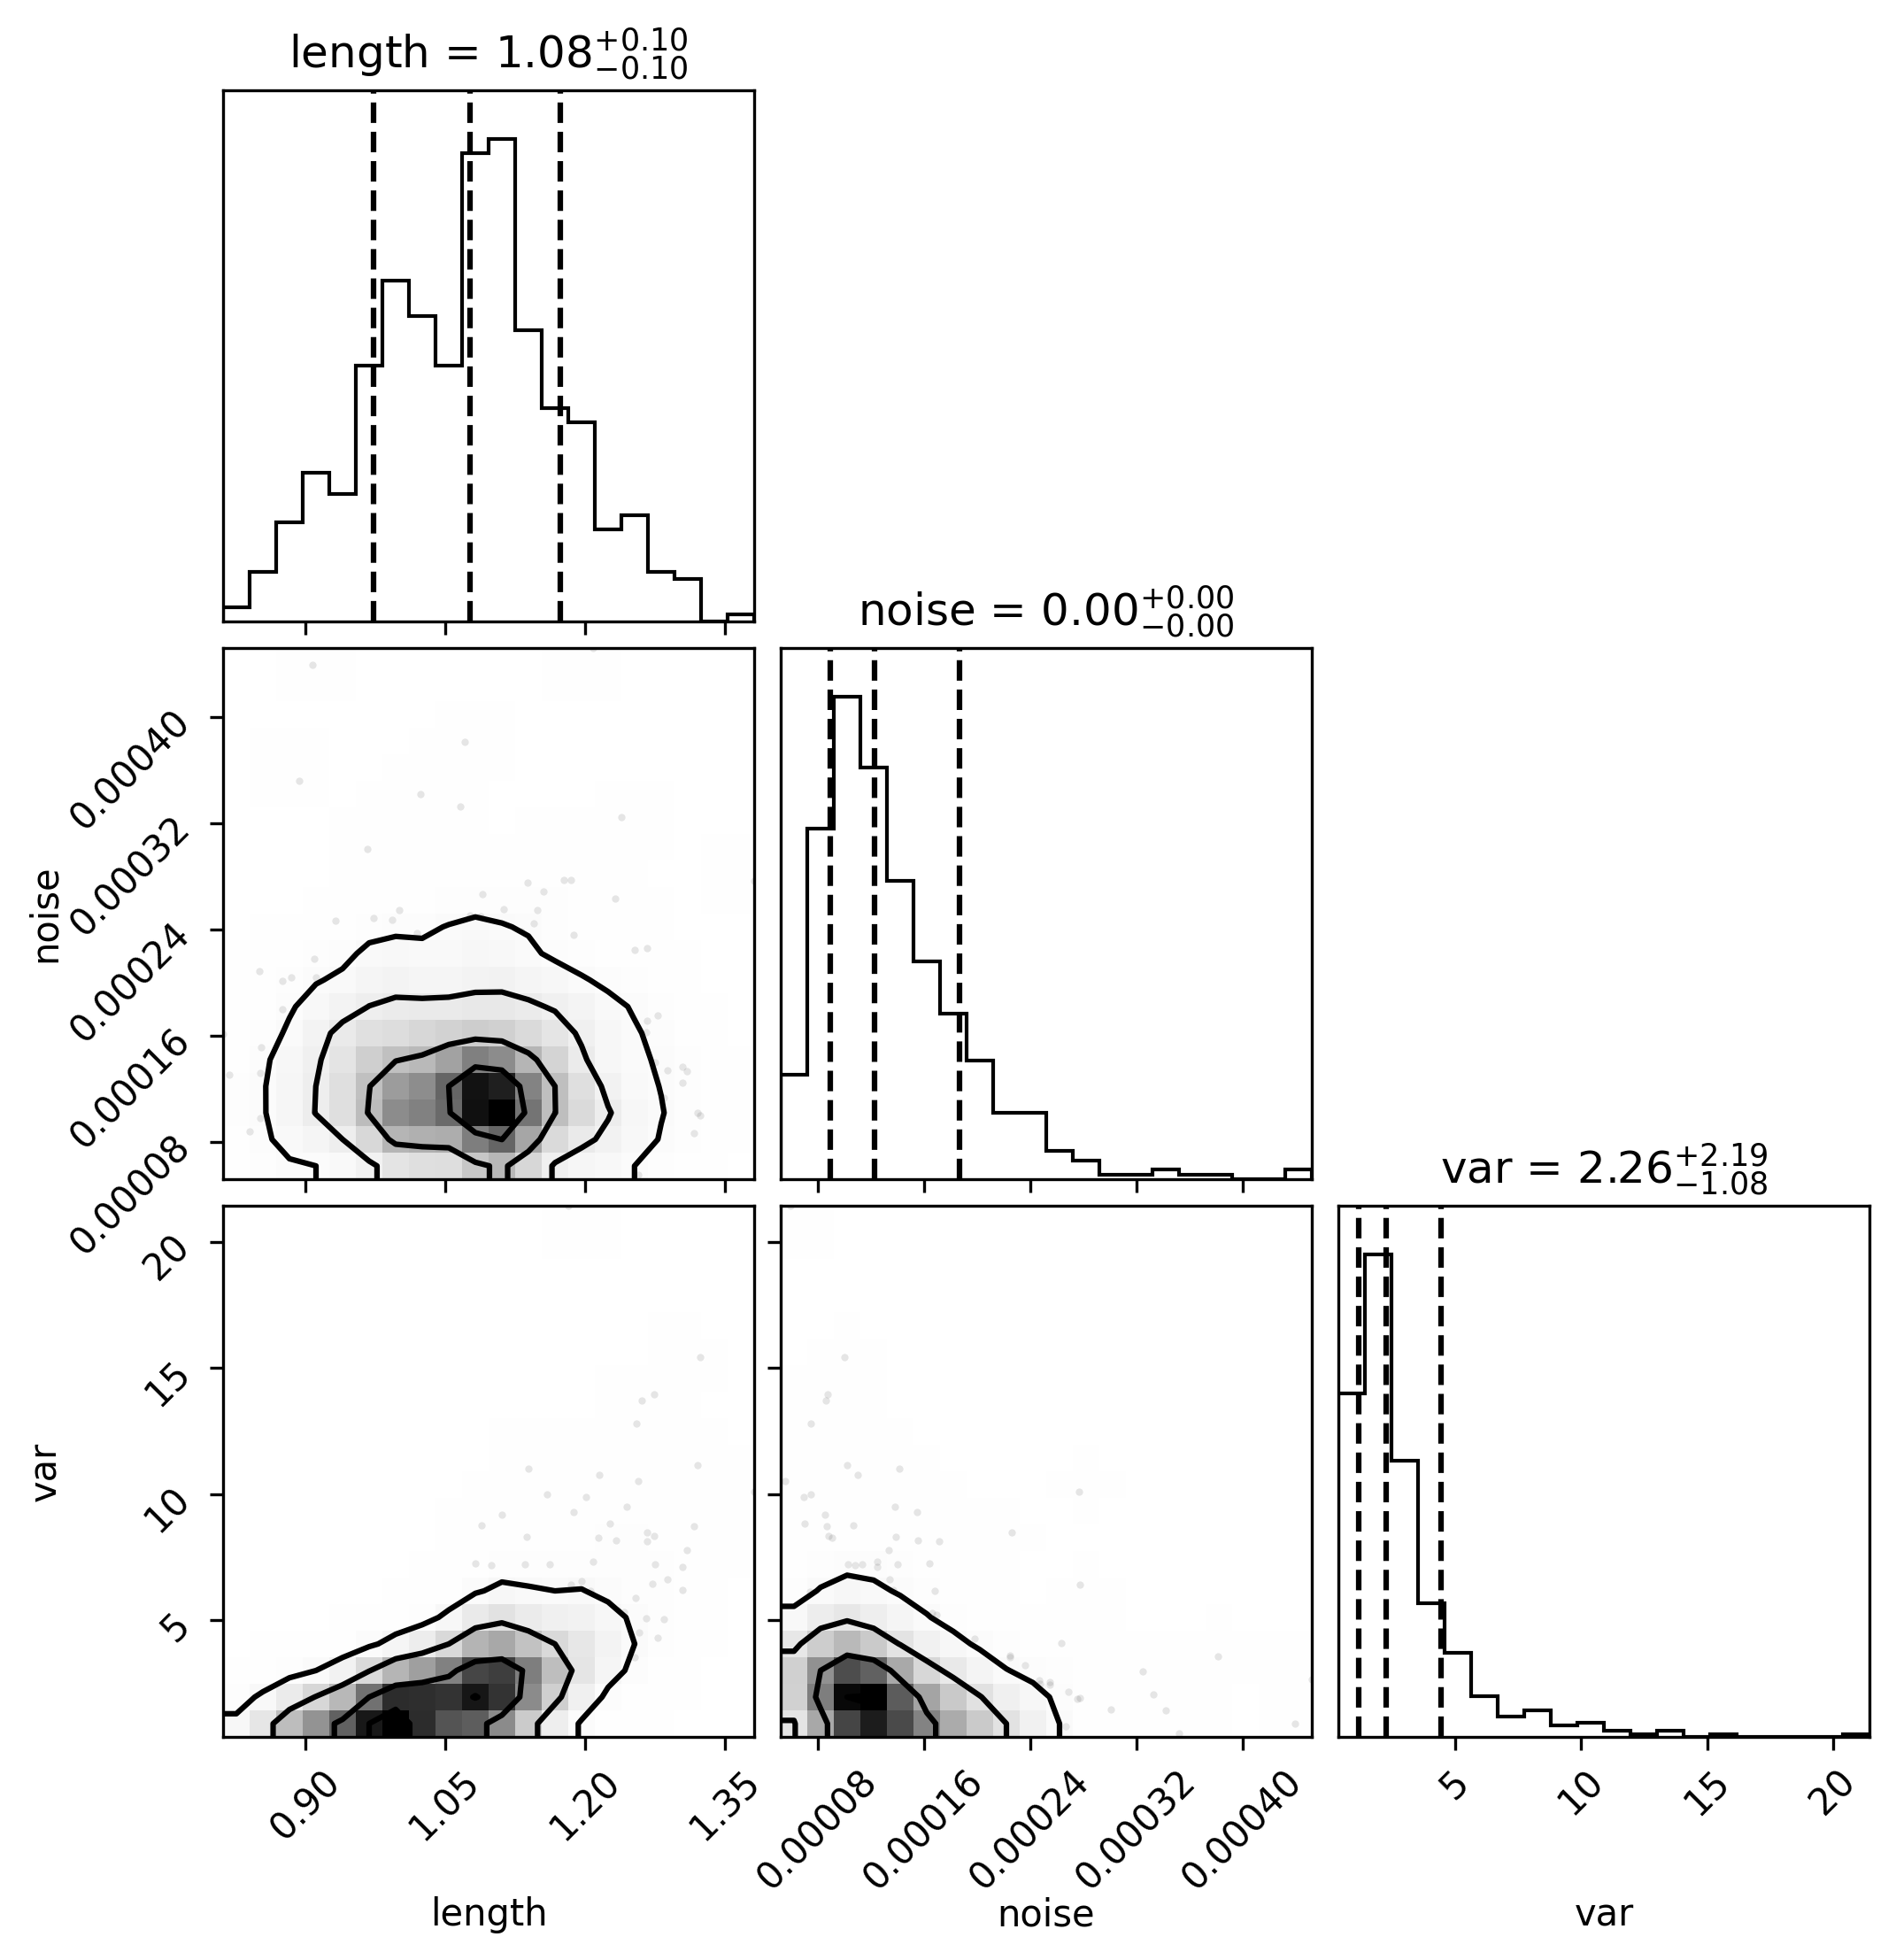 length = 1.08 +0.10 −0.10
noise = 0.00 +0.00 −0.00
0.00040
0.00032
0.00024
0.00016
0.00008
noise
var = 2.26 +2.19 −1.08
20
15
10
5
var
0.90 1.05 1.20 1.35
length
0.00008 0.00016 0.00024 0.00032 0.00040
noise
5 10 15 20
var